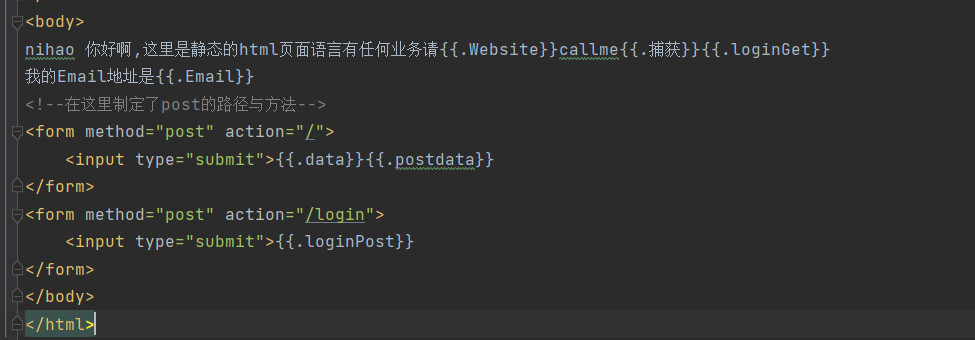 <body>
nihao 你好啊,这里是静态的html页面语言有任何业务请{{.Website}}callme{{.捕获}}{{.loginGet}}
我的Email地址是{{.Email}}
<!--在这里制定了post的路径与方法-->
<form method="post" action="/">
    <input type="submit">{{.data}}{{.postdata}}
</form>
<form method="post" action="/login">
    <input type="submit">{{.loginPost}}
</form>
</body>
</html>